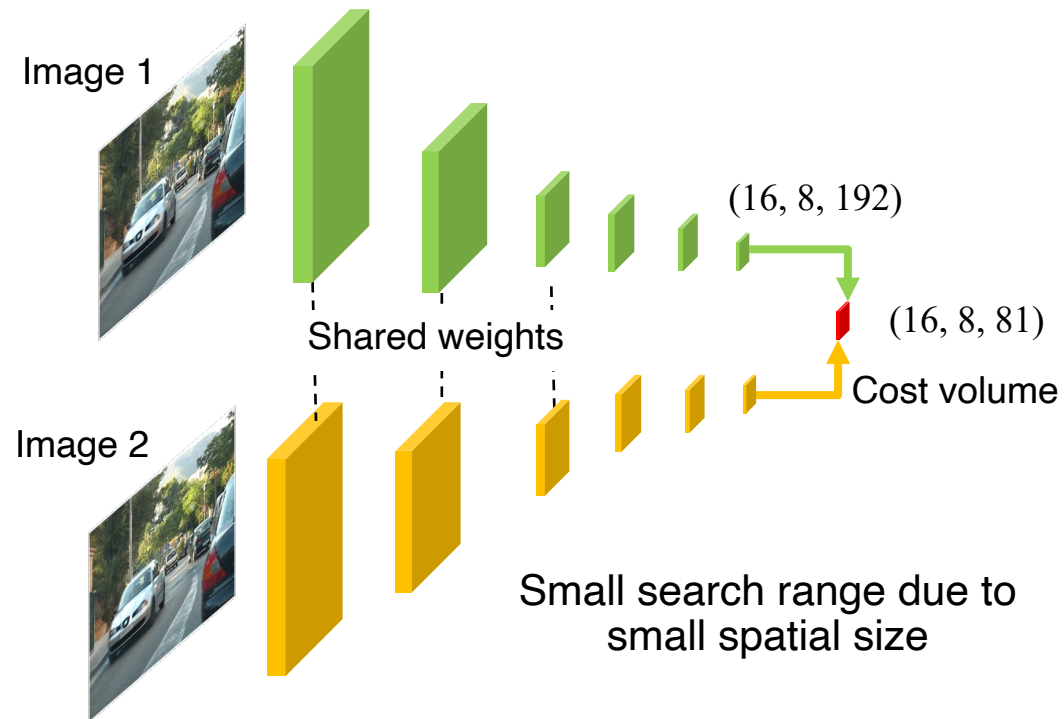 Image 1
(16, 8, 192)
Shared weights
(16, 8, 81)
Cost volume
Image 2
Small search range due to
small spatial size